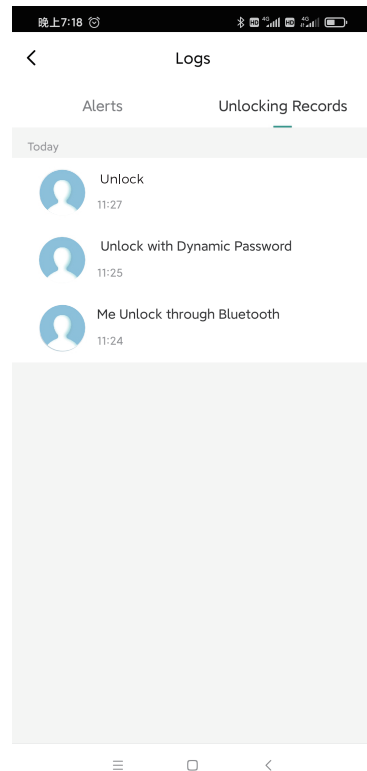 晚上7:18
Logs
Alerts Unlocking Records
Today
Unlock
11:27
Unlock with Dynamic Password
11:25
Me Unlock through Bluetooth
11:24